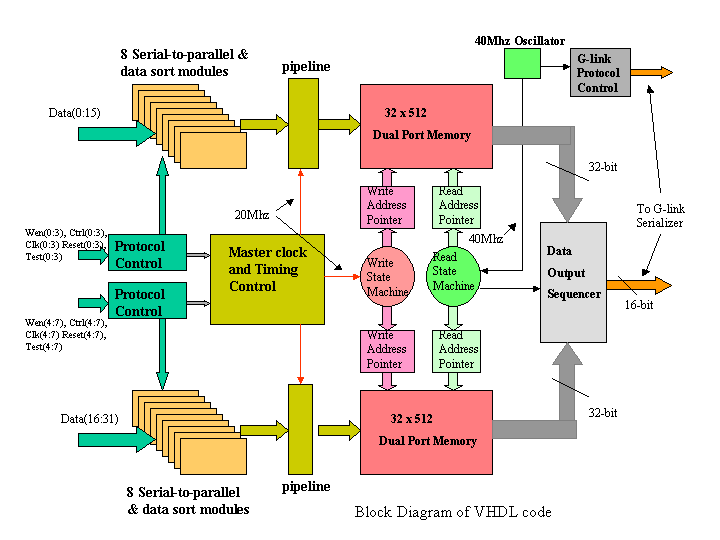 40Mhz Oscillator
8 Serial-to-parallel &
data sort modules
pipeline
G-link
Protocol
Control
Data(0:15)
32 x 512
Dual Port Memory
32-bit
Write
Address
Pointer
Read
Address
Pointer
20Mhz
40Mhz
To G-link
Serializer
Wen(0:3), Ctrl(0:3),
Clk(0:3) Reset(0:3),
Test(0:3)
Protocol
Control
Master clock
and Timing
Control
Write
State
Machine
Read
State
Machine
Data
Output
Sequencer
16-bit
Protocol
Control
Wen(4:7), Ctrl(4:7),
Clk(4:7) Reset(4:7),
Test(4:7)
Write
Address
Pointer
Read
Address
Pointer
Data(16:31)
32 x 512
Dual Port Memory
32-bit
8 Serial-to-parallel
& data sort modules
pipeline
Block Diagram of VHDL code